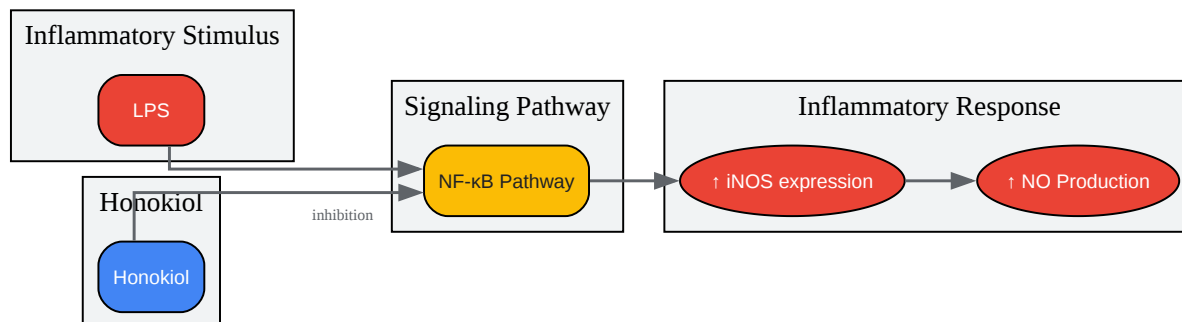 Inflammatory Stimulus
LPS
Honokiol
Honokiol
inhibition
Signaling Pathway
NF-κB Pathway
Inflammatory Response
↑ iNOS expression
↑ NO Production